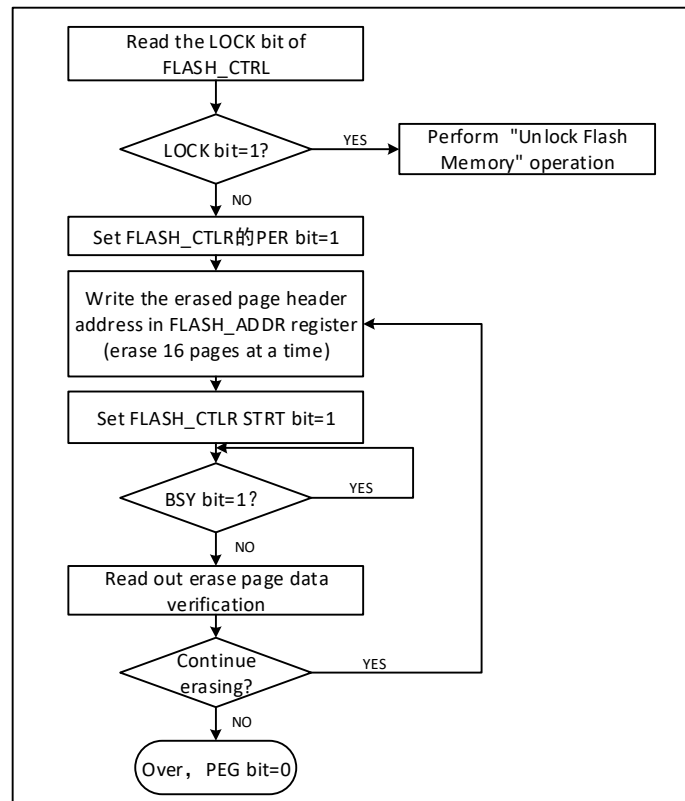 Read the LOCK bit of
FLASH_CTRL
LOCK bit=1?
YES
Perform "Unlock Flash
Memory" operation
NO
Set FLASH_CTLR的PER bit=1
Write the erased page header
address in FLASH_ADDR register
(erase 16 pages at a time)
Set FLASH_CTLR STRT bit=1
BSY bit=1?
YES
NO
Read out erase page data
verification
Continue
erasing?
YES
NO
Over，PEG bit=0